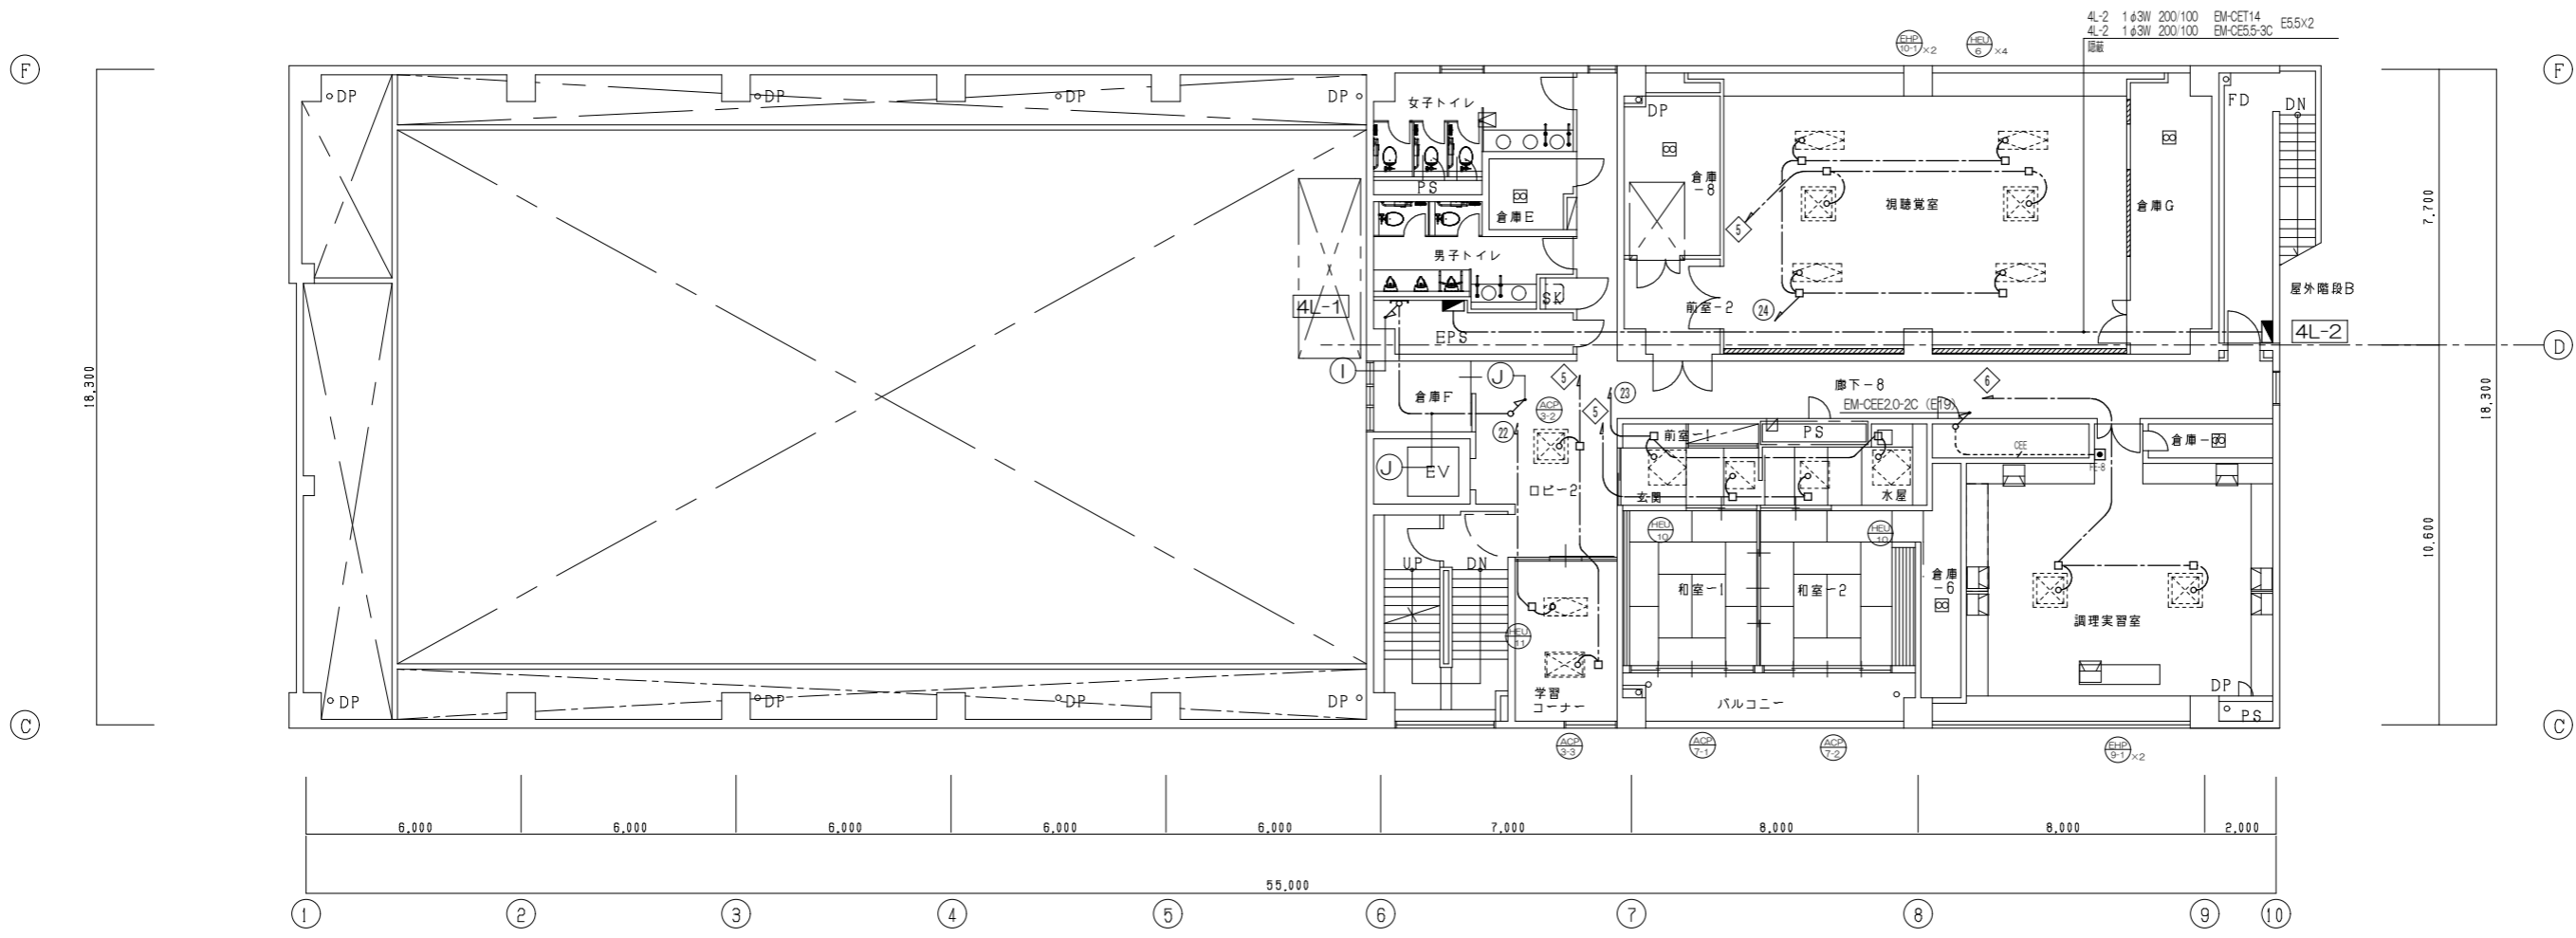 4L-2 1φ3W 200/100 EM-CET14
4L-2 1φ3W 200/100 EM-CE5.5-3C E5.5×2
隠蔽
EHP
10-1 ×2
HEU
6 ×4
F
F
DP
DP
DP
DP
女子トイレ
DP
FD
DN
PS
倉庫E
倉庫
-8
視聴覚室
倉庫G
5
7,700
男子トイレ
SK
4L-1
前室-2
24
屋外階段B
EPS
4L-2
D
I
J
5
23
倉庫F
廊下-8
6
18,300
18,300
ACP
3-2
5
EM-CEE2.0-2C (E19)
22
前室-1
PS
CEE
倉庫-7
J
EV
ロビー2
玄関
水屋
HEU
10
HEU
10
10,600
UP
DN
和室-1
和室-2
倉庫
-6
調理実習室
HEU
11
DP
DP
DP
DP
学習
コーナー
バルコニー
DP
PS
C
C
ACP
3-3
ACP
7-1
ACP
7-2
EHP
9-1 ×2
6,000
6,000
6,000
6,000
6,000
7,000
8,000
8,000
2,000
55,000
1
2
3
4
5
6
7
8
9
10